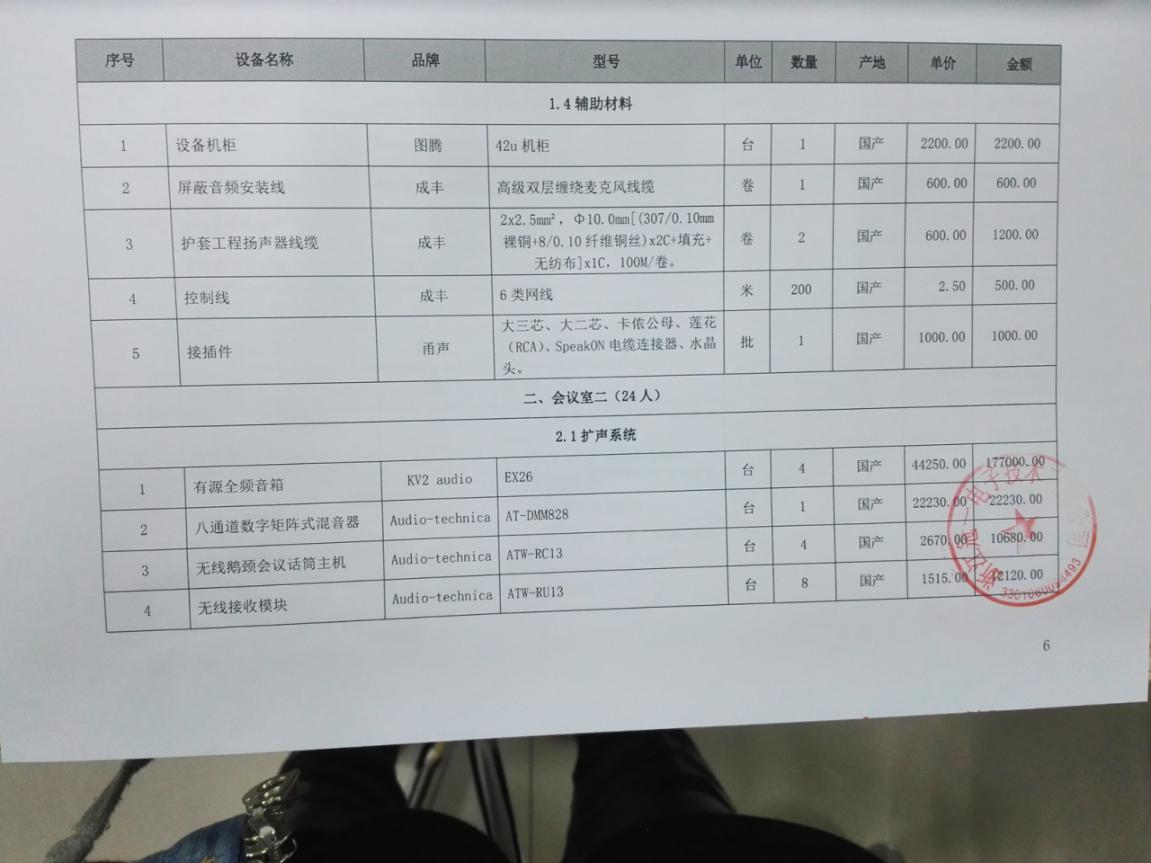 序号 设备名称 品牌 型号 单位 数量 产地 单价 金额
1.4 辅助材料
1 设备机柜 图腾 42u 机柜 台 1 国产 2200.00 2200.00
2 屏蔽音频安装线 成丰 高级双层缠绕麦克风线缆 卷 1 国产 600.00 600.00
3 护套工程扬声器线缆 成丰 2x2.5mm², Φ10.0mm[(307/0.10mm
裸铜+8/0.10 纤维铜丝)x2C+填充+
无纺布]x1C, 100M/卷。 卷 2 国产 600.00 1200.00
4 控制线 成丰 6 类网线 米 200 国产 2.50 500.00
5 接插件 甬声 大三芯、大二芯、卡侬公母、莲花
（RCA）、SpeakON 电缆连接器、水晶
头。 批 1 国产 1000.00 1000.00
二、会议室二（24 人）
2.1 扩声系统
1 有源全频音箱 KV2 audio EX26 台 4 国产 44250.00 177000.00
2 八通道数字矩阵式混音器 Audio-technica AT-DMM828 台 1 国产 22230.00 22230.00
3 无线鹅颈会议话筒主机 Audio-technica ATW-RC13 台 4 国产 2670.00 10680.00
4 无线接收模块 Audio-technica ATW-RU13 台 8 国产 1515.00 12120.00
6